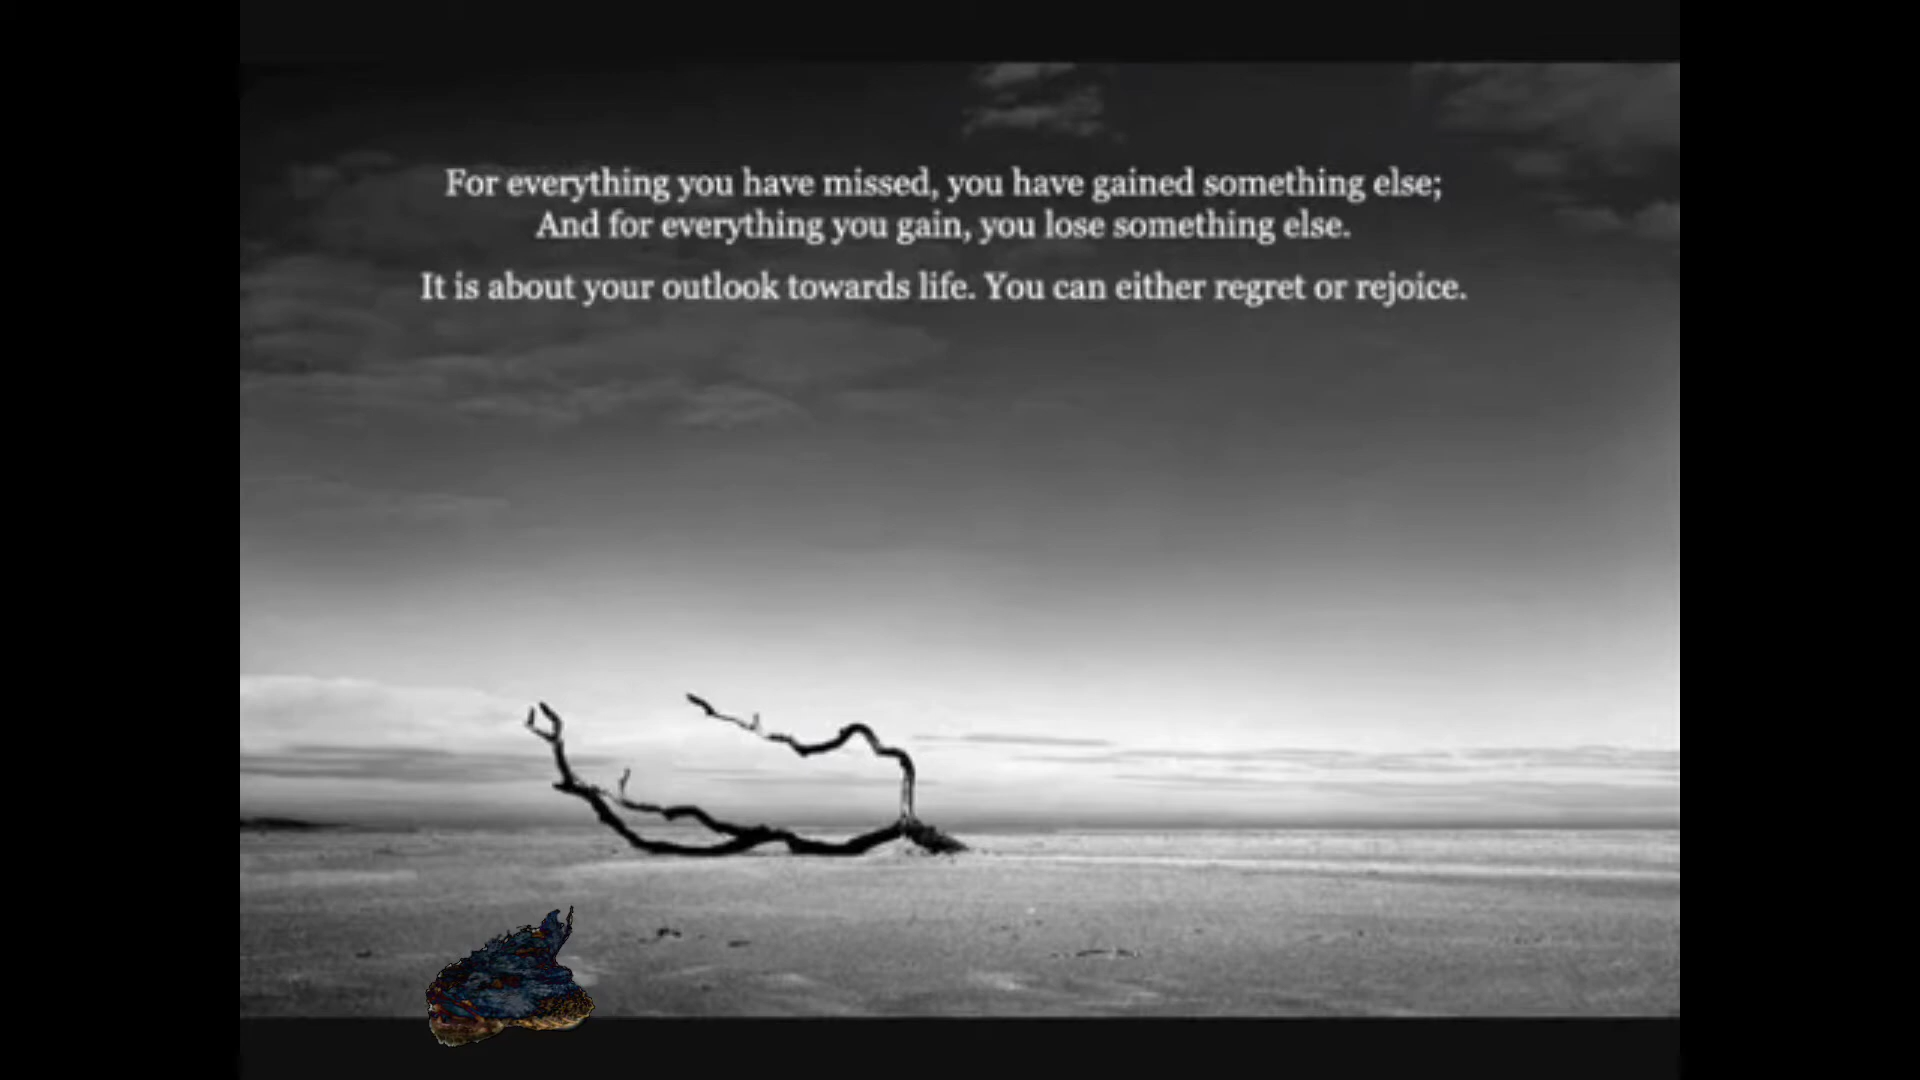 For everything you have missed, you have gained something else;
And for everything you gain, you lose something else.
It is about your outlook towards life. You can either regret or rejoice.